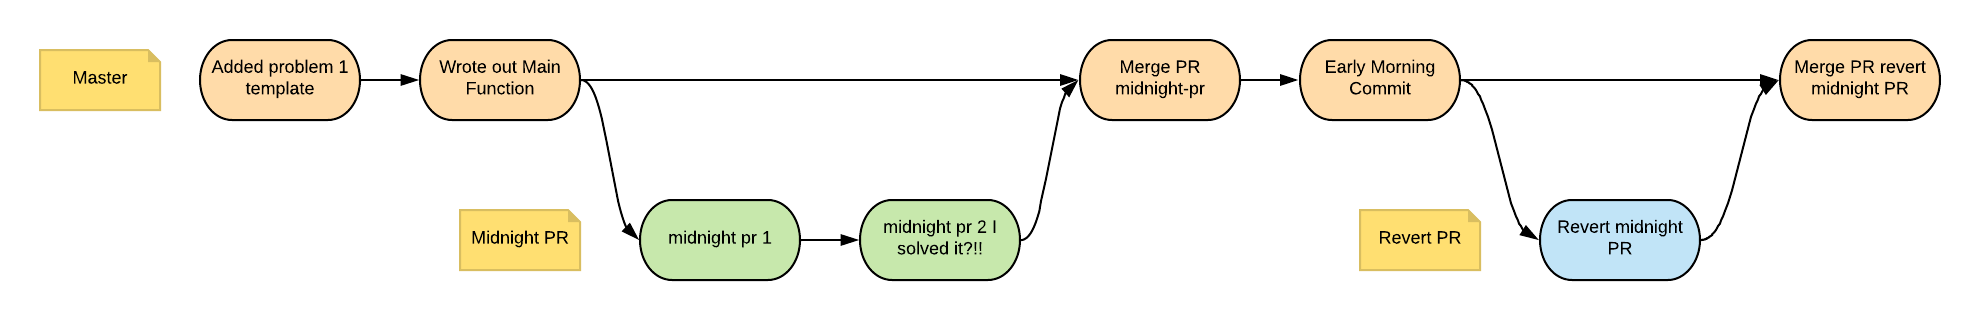 Master
Added problem 1
template
Wrote out Main
Function
Merge PR
midnight-pr
Early Morning
Commit
Merge PR revert
midnight PR
Midnight PR
midnight pr 1
midnight pr 2 I
solved it?!!
Revert PR
Revert midnight
PR